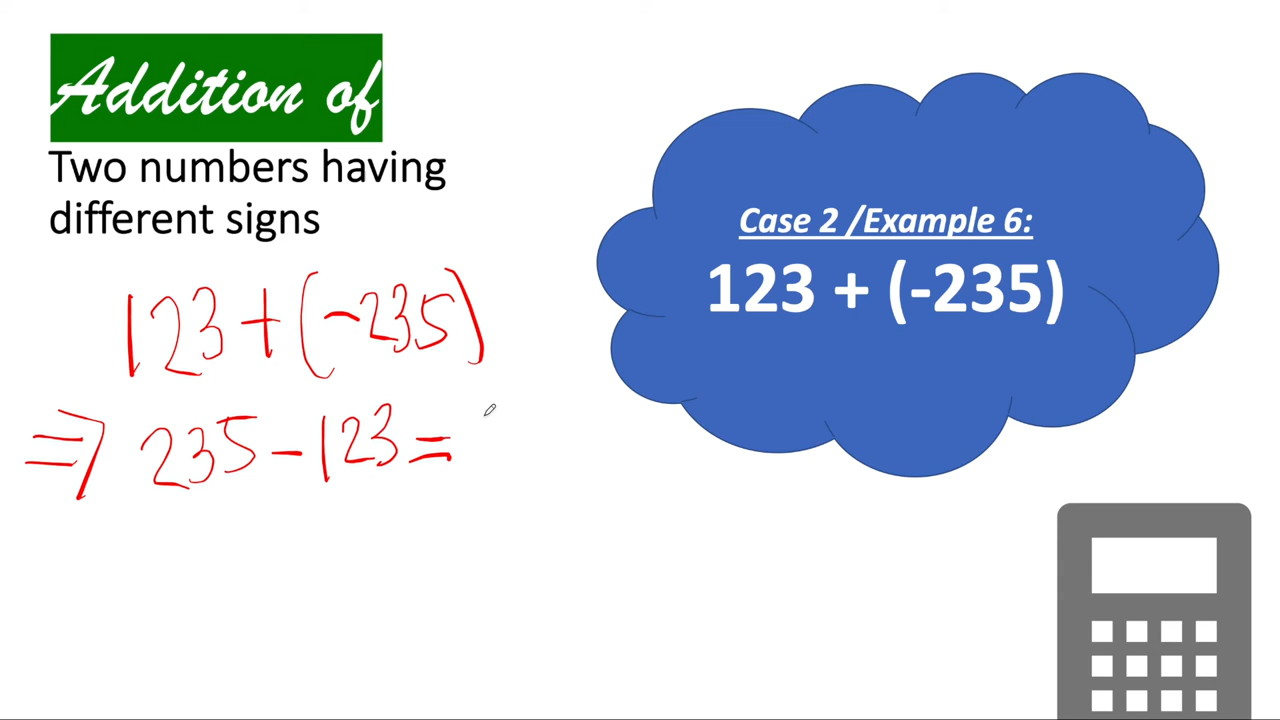 Addition of
Two numbers having
different signs
123 + (-235)
⇒ 235 - 123 =
Case 2 /Example 6:
123 + (-235)